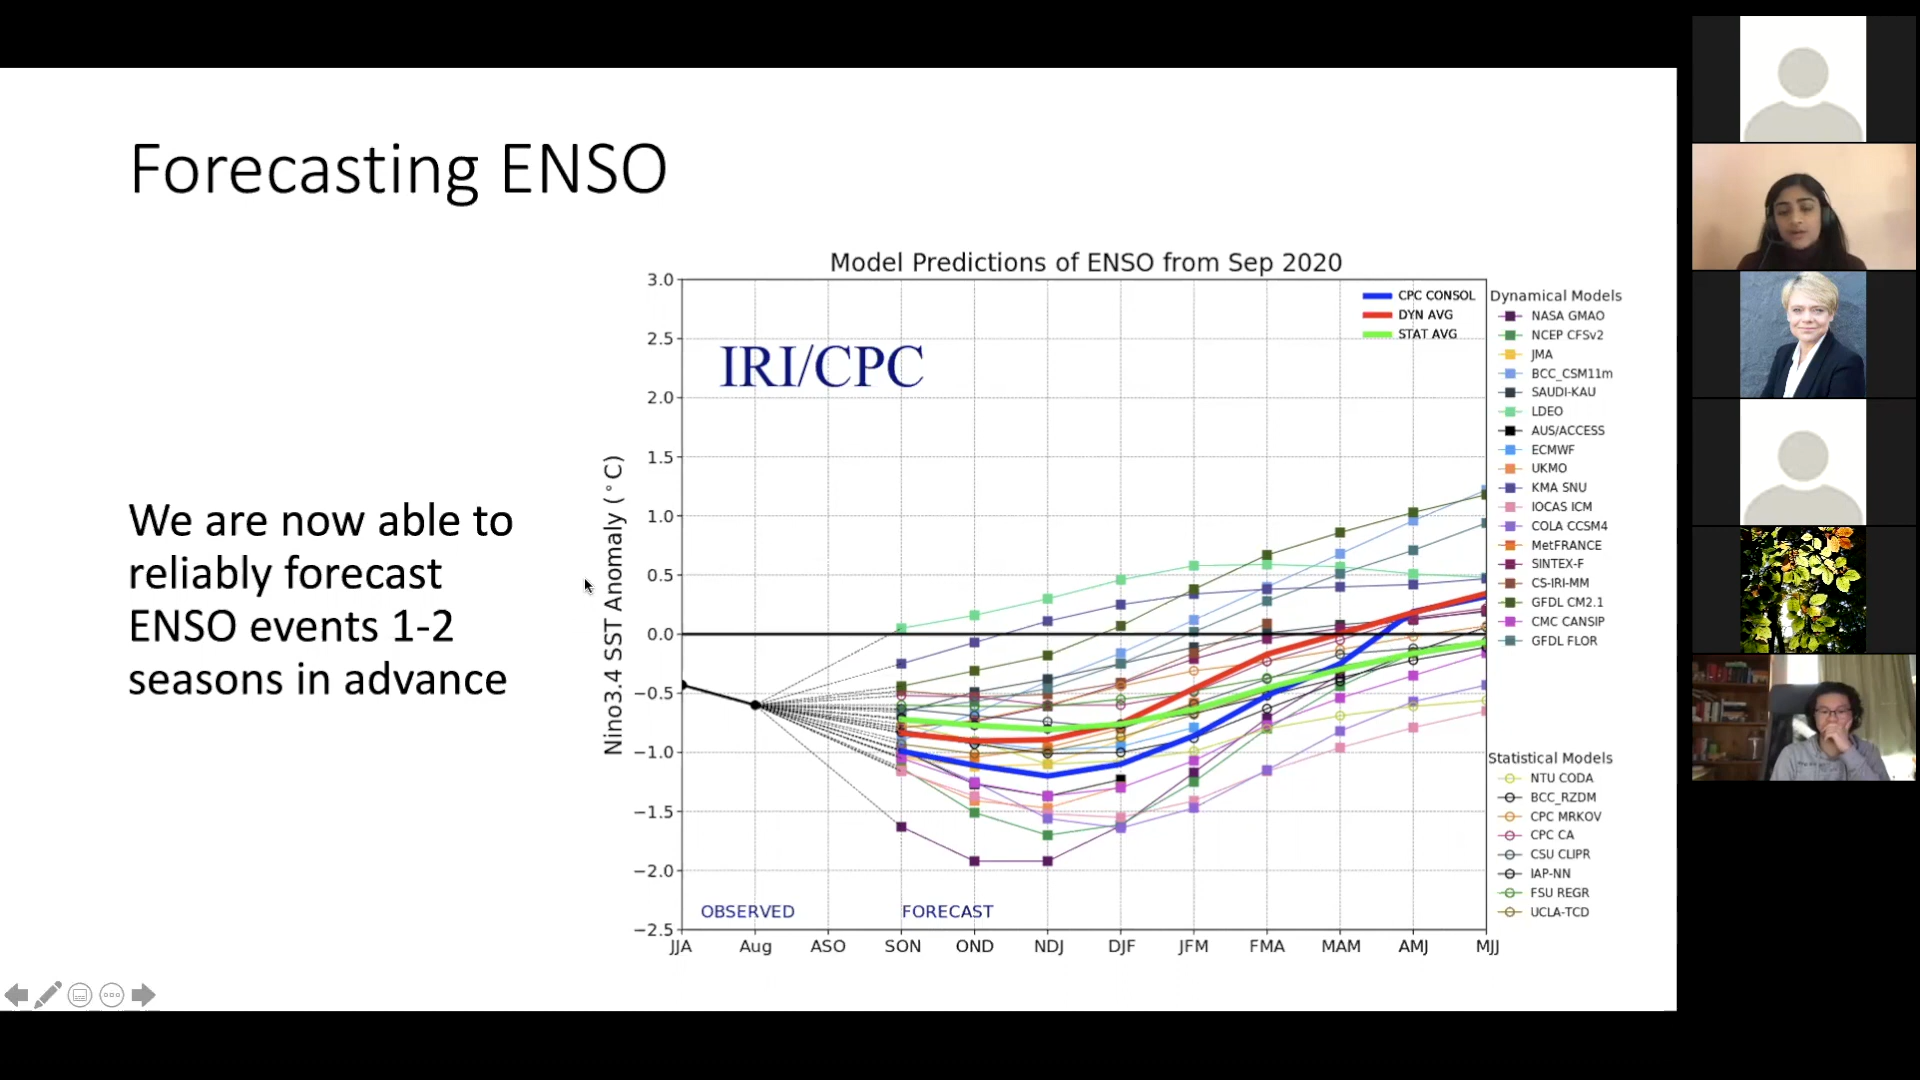 Forecasting ENSO
We are now able to
reliably forecast
ENSO events 1-2
seasons in advance
Model Predictions of ENSO from Sep 2020
IRI/CPC
CPC CONSOL
DYN AVG
STAT AVG
Nino3.4 SST Anomaly (°C)
3.0
2.5
2.0
1.5
1.0
0.5
0.0
−0.5
−1.0
−1.5
−2.0
−2.5
OBSERVED
FORECAST
JJA
Aug
ASO
SON
OND
NDJ
DJF
JFM
FMA
MAM
AMJ
MJJ
Dynamical Models
NASA GMAO
NCEP CFSv2
JMA
BCC_CSM11m
SAUDI-KAU
LDEO
AUS/ACCESS
ECMWF
UKMO
KMA SNU
IOCAS ICM
COLA CCSM4
MetFRANCE
SINTEX-F
CS-IRI-MM
GFDL CM2.1
CMC CANSIP
GFDL FLOR
Statistical Models
NTU CODA
BCC_RZDM
CPC MRKOV
CPC CA
CSU CLIPR
IAP-NN
FSU REGR
UCLA-TCD